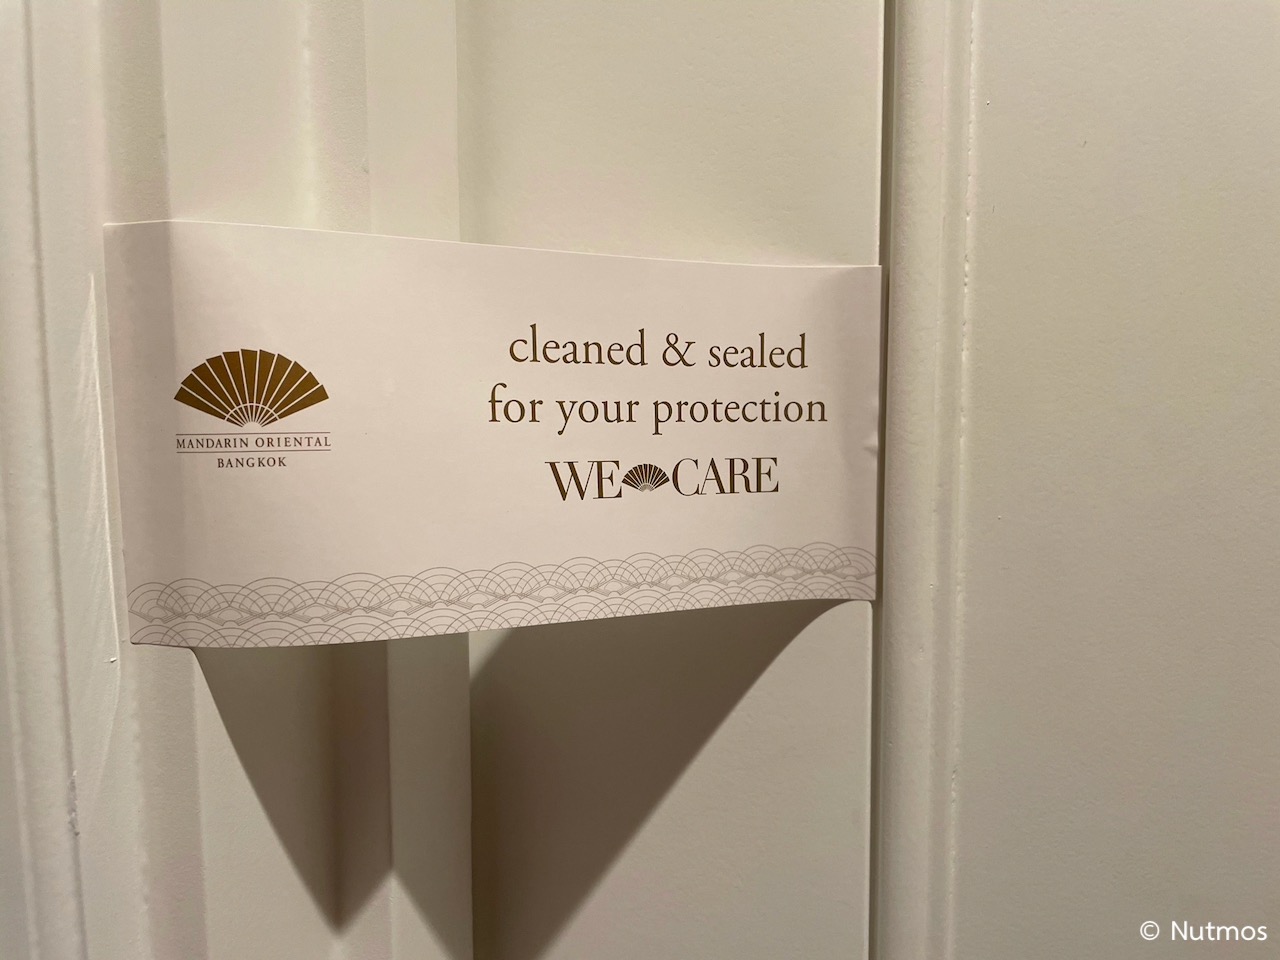 MANDARIN ORIENTAL
BANGKOK
cleaned & sealed
for your protection
WE CARE
© Nutmos